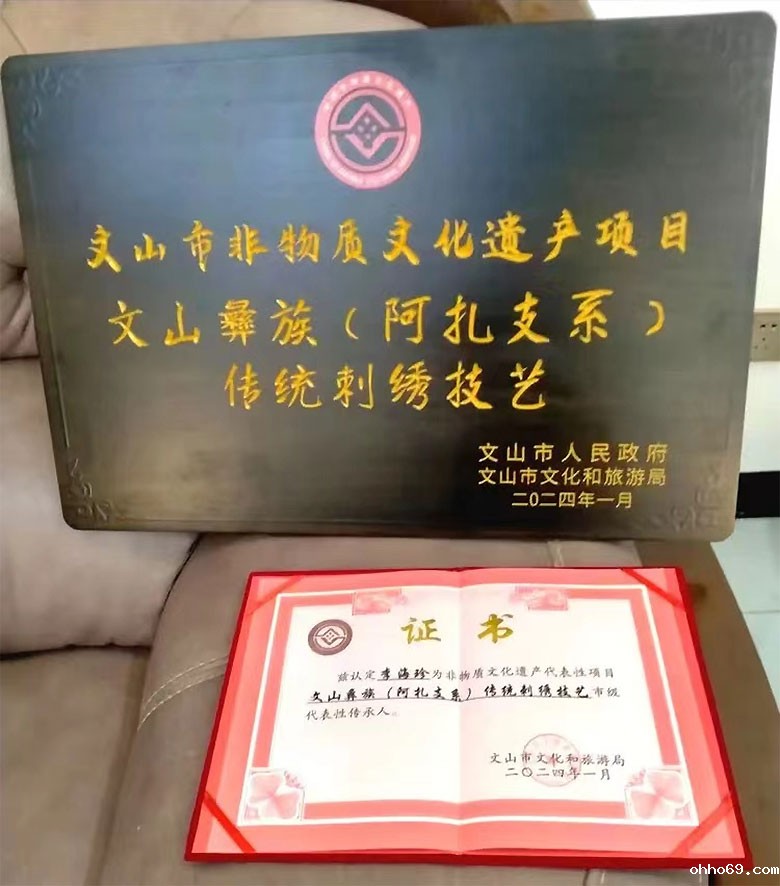 文山市非物质文化遗产项目
文山彝族（阿扎支系）
传统刺绣技艺
文山市人民政府
文山市文化和旅游局
二〇二四年一月
证书
兹认定李海珍为非物质文化遗产代表性项目
文山彝族（阿扎支系）传统刺绣技艺市级
代表性传承人。
文山市文化和旅游局
二〇二四年一月
ohho69.com